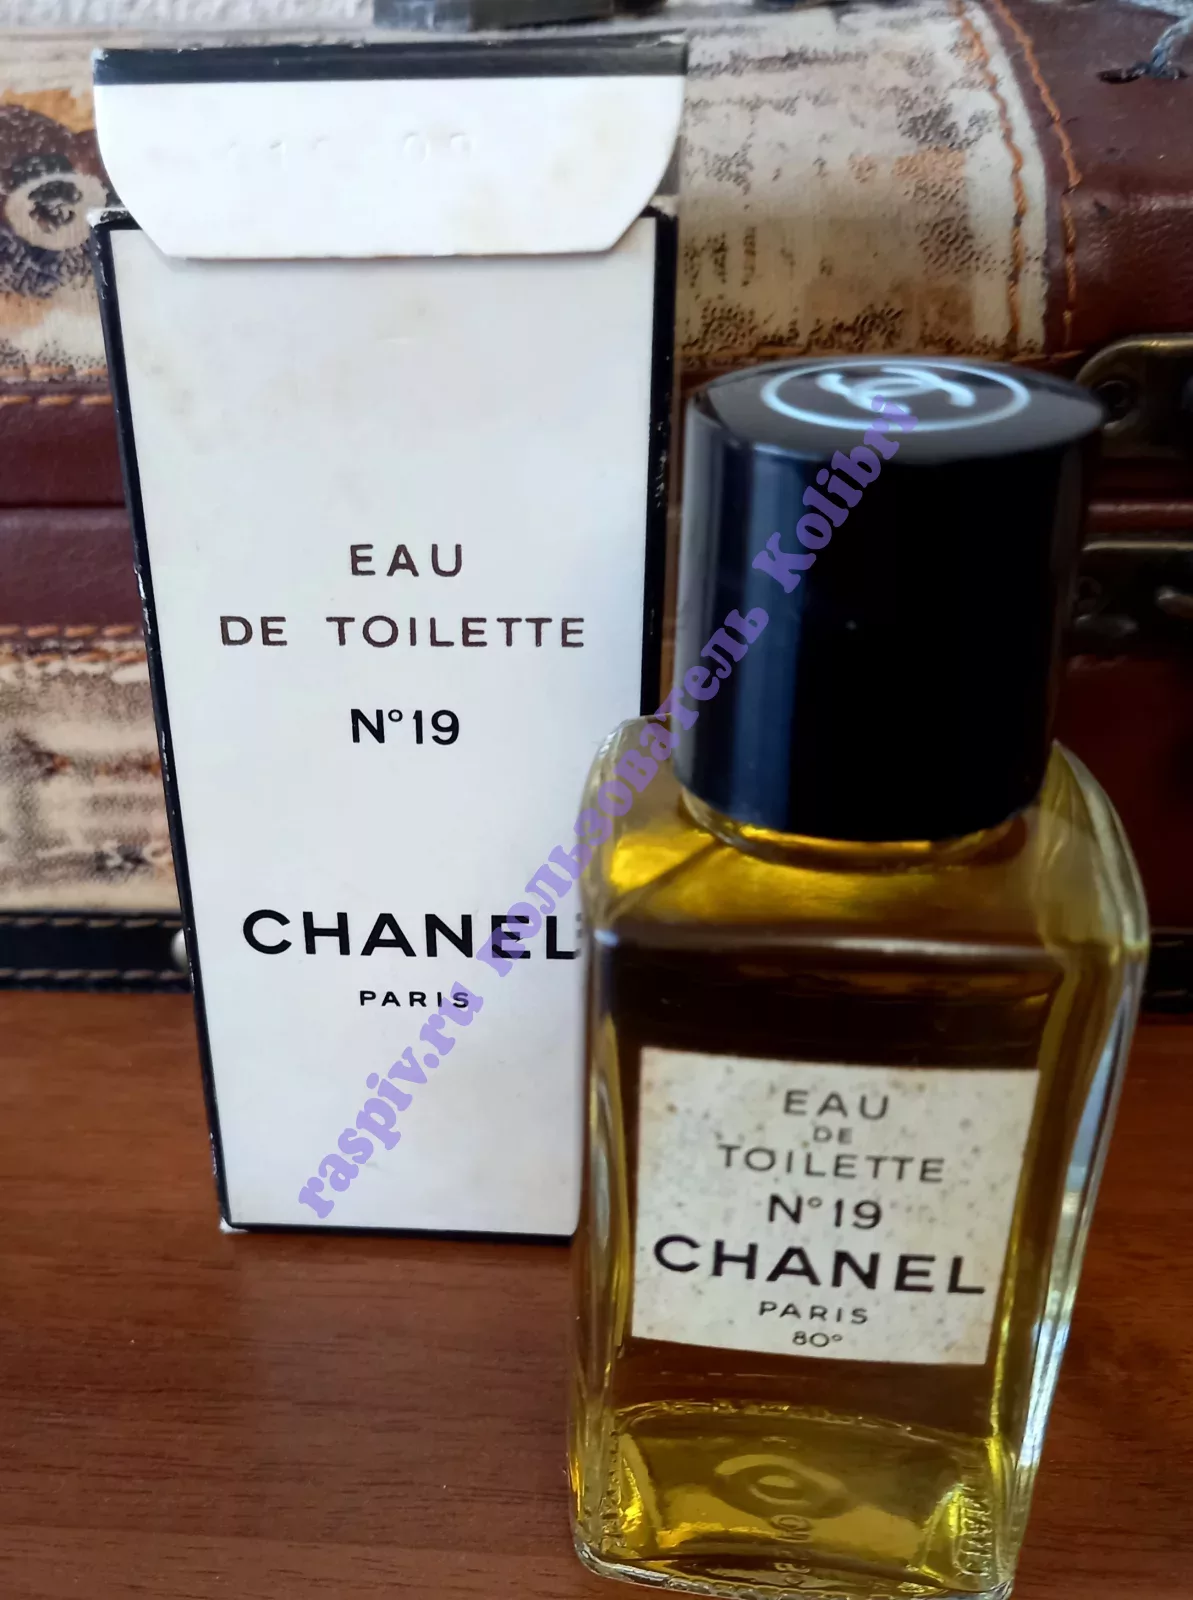 EAU
DE TOILETTE
N°19
CHANEL
PARIS
EAU
DE
TOILETTE
N°19
CHANEL
PARIS
80°
raspiv.ru пользователь Kolibri